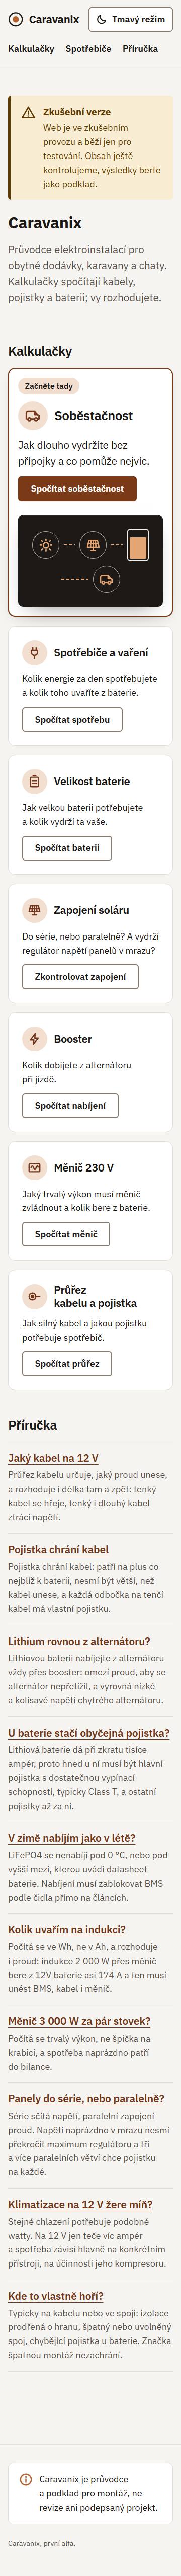 Caravanix
Tmavý režim
Kalkulačky Spotřebiče Příručka
Zkušební verze
Web je ve zkušebním
provozu a běží jen pro
testování. Obsah ještě
kontrolujeme, výsledky berte
jako podklad.
Caravanix
Průvodce elektroinstalací pro
obytné dodávky, karavany a chaty.
Kalkulačky spočítají kabely,
pojistky a baterii; vy rozhodujete.
Kalkulačky
Začněte tady
Soběstačnost
Jak dlouho vydržíte bez
přípojky a co pomůže nejvíc.
Spočítat soběstačnost
Spotřebiče a vaření
Kolik energie za den spotřebujete
a kolik toho uvaříte z baterie.
Spočítat spotřebu
Velikost baterie
Jak velkou baterii potřebujete
a kolik vydrží ta vaše.
Spočítat baterii
Zapojení soláru
Do série, nebo paralelně? A vydrží
regulátor napětí panelů v mrazu?
Zkontrolovat zapojení
Booster
Kolik dobijete z alternátoru
při jízdě.
Spočítat nabíjení
Měnič 230 V
Jaký trvalý výkon musí měnič
zvládnout a kolik bere z baterie.
Spočítat měnič
Průřez
kabelu a pojistka
Jak silný kabel a jakou pojistku
potřebuje spotřebič.
Spočítat průřez
Příručka
Jaký kabel na 12 V
Průřez kabelu určuje, jaký proud unese,
a rozhoduje i délka tam a zpět: tenký
kabel se hřeje, tenký i dlouhý kabel
ztrácí napětí.
Pojistka chrání kabel
Pojistka chrání kabel: patří na plus co
nejblíž k baterii, nesmí být větší, než
kabel unese, a každá odbočka na tenčí
kabel má vlastní pojistku.
Lithium rovnou z alternátoru?
Lithiovou baterii nabíjejte z alternátoru
vždy přes booster: omezí proud, aby se
alternátor nepřetížil, a vyrovná nízké
a kolísavé napětí chytrého alternátoru.
U baterie stačí obyčejná pojistka?
Lithiová baterie dá při zkratu tisíce
ampér, proto hned u ní musí být hlavní
pojistka s dostatečnou vypínací
schopností, typicky Class T, a ostatní
pojistky až za ní.
V zimě nabíjím jako v létě?
LiFePO4 se nenabíjí pod 0 °C, nebo pod
vyšší mezí, kterou uvádí datasheet
baterie. Nabíjení musí zablokovat BMS
podle čidla přímo na článcích.
Kolik uvařím na indukci?
Počítá se ve Wh, ne v Ah, a rozhoduje
i proud: indukce 2 000 W přes měnič
bere z 12V baterie asi 174 A a ten musí
unést BMS, kabel i měnič.
Měnič 3 000 W za pár stovek?
Počítá se trvalý výkon, ne špička na
krabici, a spotřeba naprázdno patří
do bilance.
Panely do série, nebo paralelně?
Série sčítá napětí, paralelní zapojení
proud. Napětí naprázdno v mrazu nesmí
překročit maximum regulátoru a tři
a více paralelních větví chce pojistku
na každé.
Klimatizace na 12 V žere míň?
Stejné chlazení potřebuje podobné
watty. Na 12 V jen teče víc ampér
a spotřeba závisí hlavně na konkrétním
přístroji, na účinnosti jeho kompresoru.
Kde to vlastně hoří?
Typicky na kabelu nebo ve spoji: izolace
prodřená o hranu, špatný nebo uvolněný
spoj, chybějící pojistka u baterie. Značka
špatnou montáž nezachrání.
Caravanix je průvodce
a podklad pro montáž, ne
revize ani podepsaný projekt.
Caravanix, první alfa.